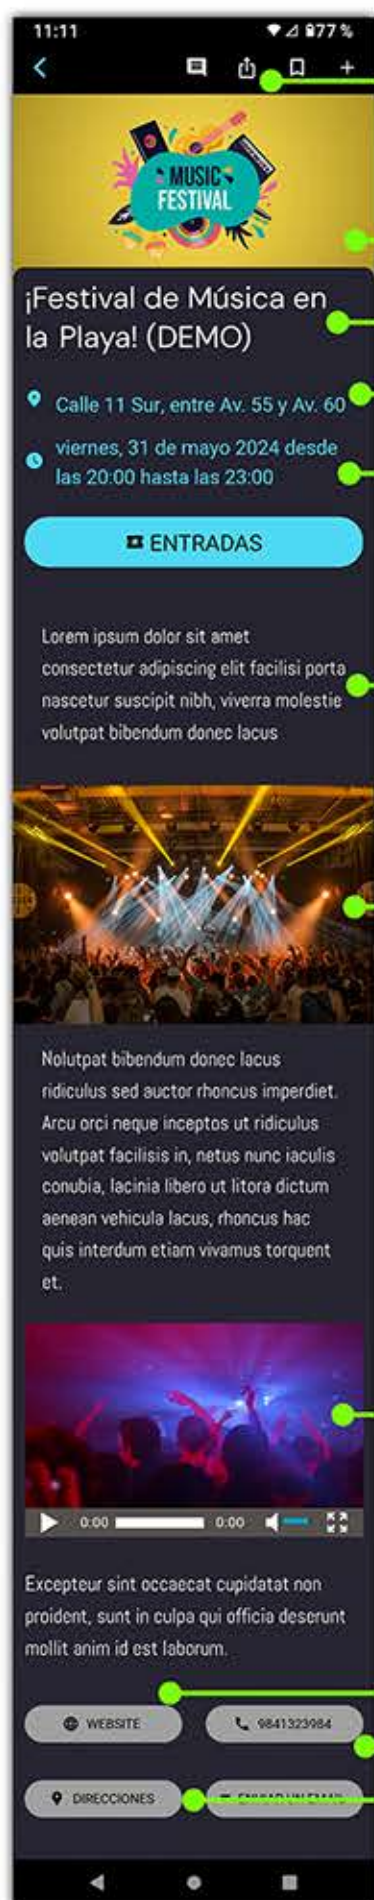 11:11
77 %
MUSIC
FESTIVAL
¡Festival de Música en
la Playa! (DEMO)
Calle 11 Sur, entre Av. 55 y Av. 60
viernes, 31 de mayo 2024 desde
las 20:00 hasta las 23:00
ENTRADAS
Lorem ipsum dolor sit amet
consectetur adipiscing elit facilisi porta
nascetur suscipit nibh, viverra molestie
volutpat bibendum donec lacus
Nolutpat bibendum donec lacus
ridiculus sed auctor rhoncus imperdiet.
Arcu orci neque inceptos ut ridiculus
volutpat facilisis in, netus nunc iaculis
conubia, lacinia libero ut litora dictum
aenean vehicula lacus, rhoncus hac
quis interdum etiam vivamus torquent
et.
0:00 0:00
Excepteur sint occaecat cupidatat non
proident, sunt in culpa qui officia deserunt
mollit anim id est laborum.
WEBSITE 9841323984
DIRECCIONES ENVIAR UN EMAIL